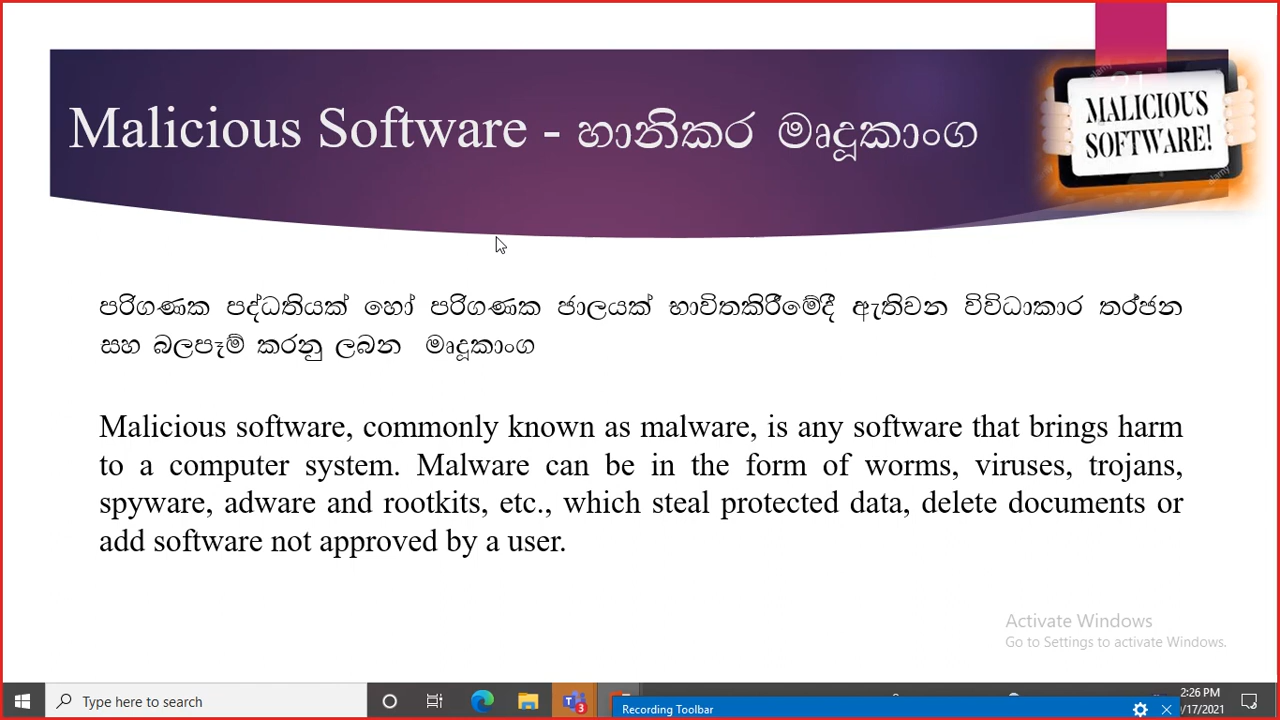 Malicious Software - හානිකර මෘදූකාංග
MALICIOUS
SOFTWARE!
alamy
පරිගණක පද්ධතියක් හෝ පරිගණක ජාලයක් භාවිතකිරීමේදී ඇතිවන විවිධාකාර තර්ජන
සහ බලපෑම් කරනු ලබන මෘදූකාංග
Malicious software, commonly known as malware, is any software that brings harm
to a computer system. Malware can be in the form of worms, viruses, trojans,
spyware, adware and rootkits, etc., which steal protected data, delete documents or
add software not approved by a user.
Activate Windows
Go to Settings to activate Windows.
Type here to search
3
Recording Toolbar
2:26 PM
/17/2021